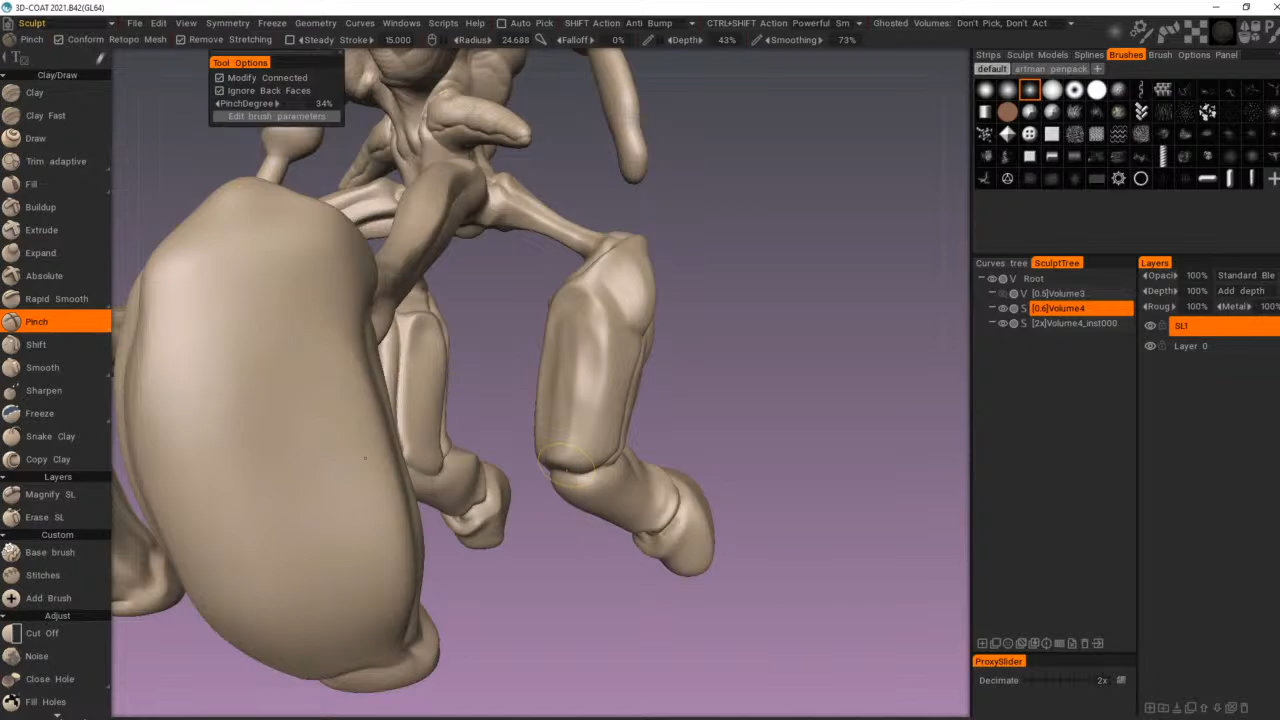 3D-COAT 2021.B42(GL64)
Sculpt File Edit View Symmetry Freeze Geometry Curves Windows Scripts Help Auto Pick SHIFT Action Anti Bump CTRL+SHIFT Action Powerful Sm Ghosted Volumes: Don't Pick, Don't Act
Pinch Conform Retopo Mesh Remove Stretching Steady Stroke 15.000 Radius 24.688 Falloff 0% Depth 43% Smoothing 73%
Tool Options
Modify Connected
Ignore Back Faces
PinchDegree 34%
Edit brush parameters
Clay/Draw
Clay
Clay Fast
Draw
Trim adaptive
Fill
Buildup
Extrude
Expand
Absolute
Rapid Smooth
Pinch
Shift
Smooth
Sharpen
Freeze
Snake Clay
Copy Clay
Layers
Magnify SL
Erase SL
Custom
Base brush
Stitches
Add Brush
Adjust
Cut Off
Noise
Close Hole
Fill Holes
Strips Sculpt Models Splines Brushes Brush Options Panel
default artman penpack +
Curves tree SculptTree
V Root
V [0.5]Volume3
S [0.6]Volume4
S [2x]Volume4_inst000
ProxySlider
Decimate 2x
Layers
Opaci 100% Standard Ble
Depth 100% Add depth
Roug 100% Metal 100%
SL1
Layer 0